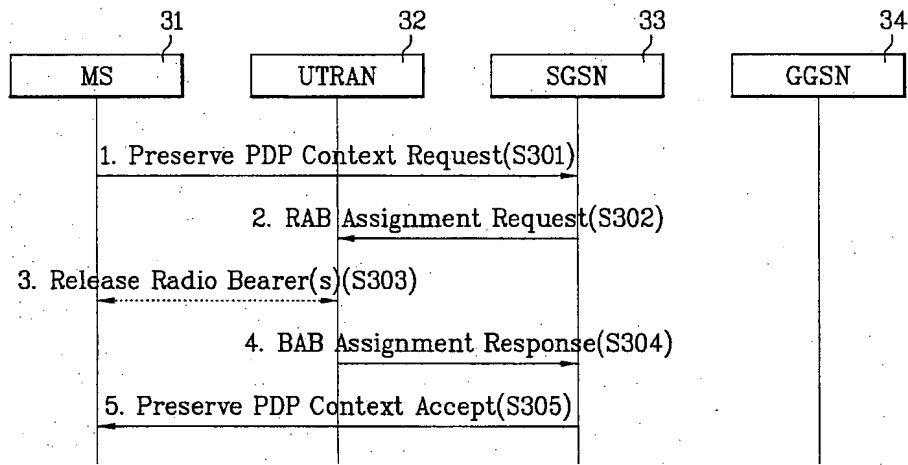 31 32 33 34
MS UTRAN SGSN GGSN
1. Preserve PDP Context Request(S301)
2. RAB Assignment Request(S302)
3. Release Radio Bearer(s)(S303)
4. BAB Assignment Response(S304)
5. Preserve PDP Context Accept(S305)